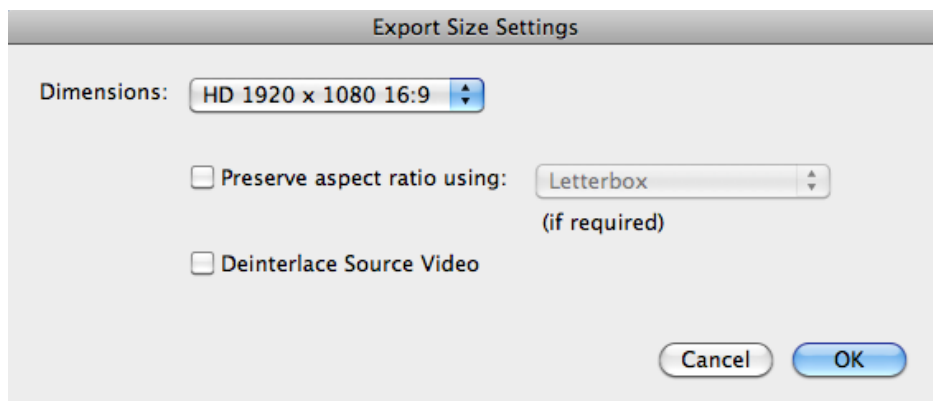 Export Size Settings
Dimensions: HD 1920 x 1080 16:9
Preserve aspect ratio using: Letterbox
(if required)
Deinterlace Source Video
Cancel OK